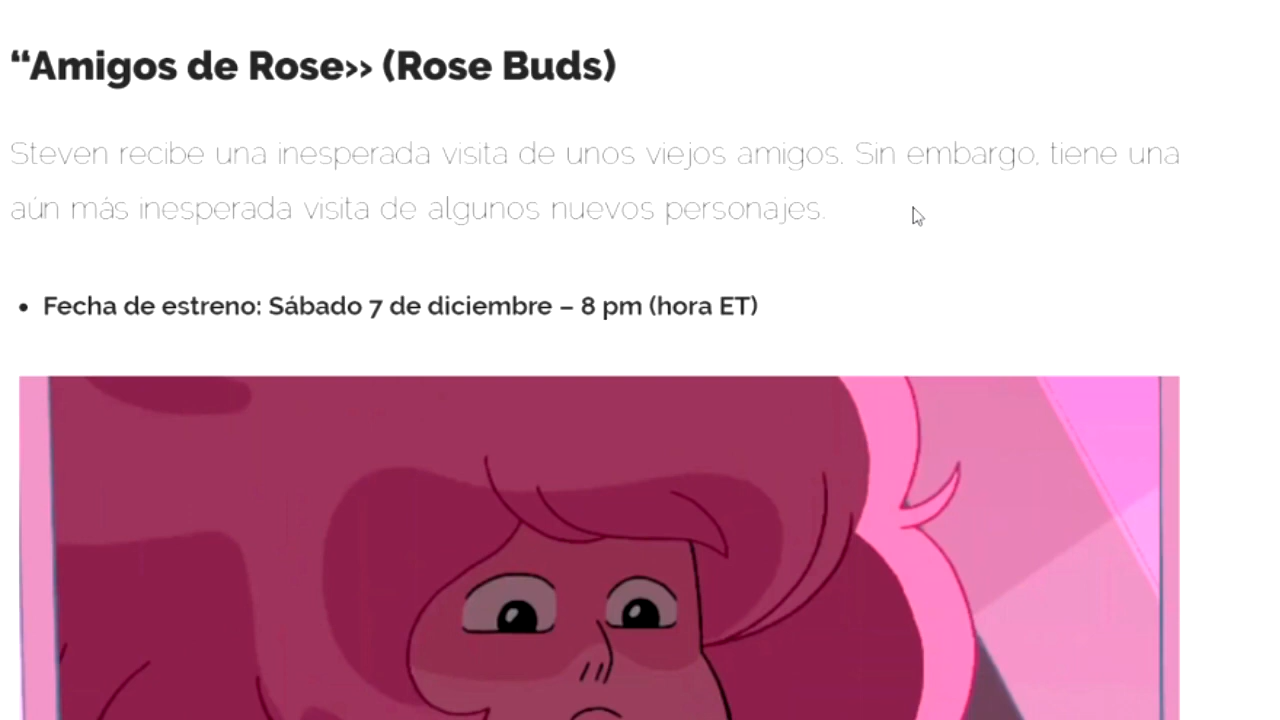 “Amigos de Rose›› (Rose Buds)
Steven recibe una inesperada visita de unos viejos amigos. Sin embargo, tiene una
aún más inesperada visita de algunos nuevos personajes.
• Fecha de estreno: Sábado 7 de diciembre – 8 pm (hora ET)